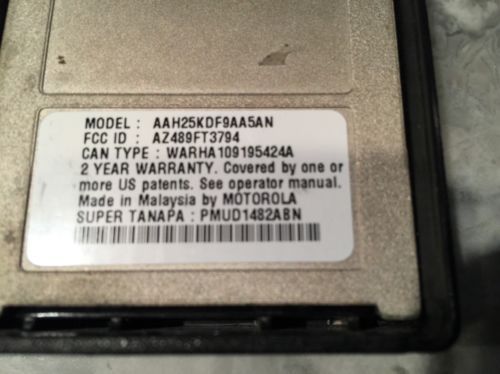 MODEL : AAH25KDF9AA5AN
FCC ID : AZ489FT3794
CAN TYPE : WARHA109195424A
2 YEAR WARRANTY. Covered by one or
more US patents. See operator manual.
Made in Malaysia by MOTOROLA
SUPER TANAPA : PMUD1482ABN